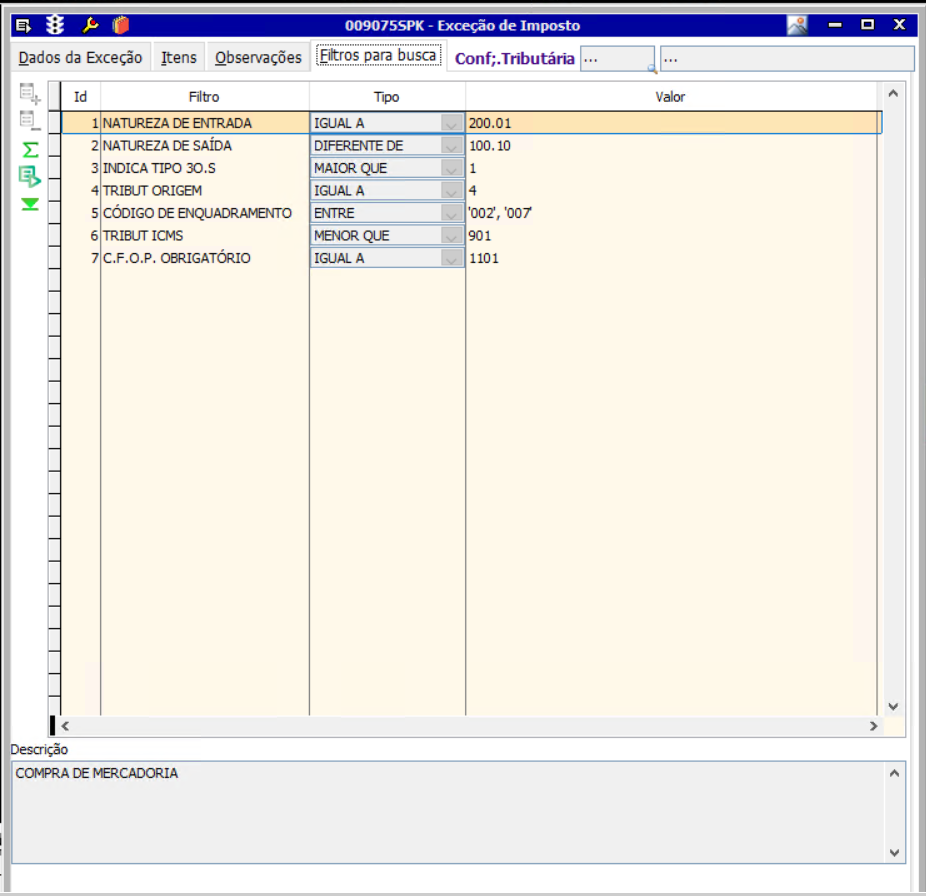 009075SPK - Exceção de Imposto
Dados da Exceção Itens Observações Filtros para busca Conf;.Tributária ... ...
Id Filtro Tipo Valor
1 NATUREZA DE ENTRADA IGUAL A 200.01
2 NATUREZA DE SAÍDA DIFERENTE DE 100.10
3 INDICA TIPO 3O.S MAIOR QUE 1
4 TRIBUT ORIGEM IGUAL A 4
5 CÓDIGO DE ENQUADRAMENTO ENTRE '002', '007'
6 TRIBUT ICMS MENOR QUE 901
7 C.F.O.P. OBRIGATÓRIO IGUAL A 1101
Descrição
COMPRA DE MERCADORIA